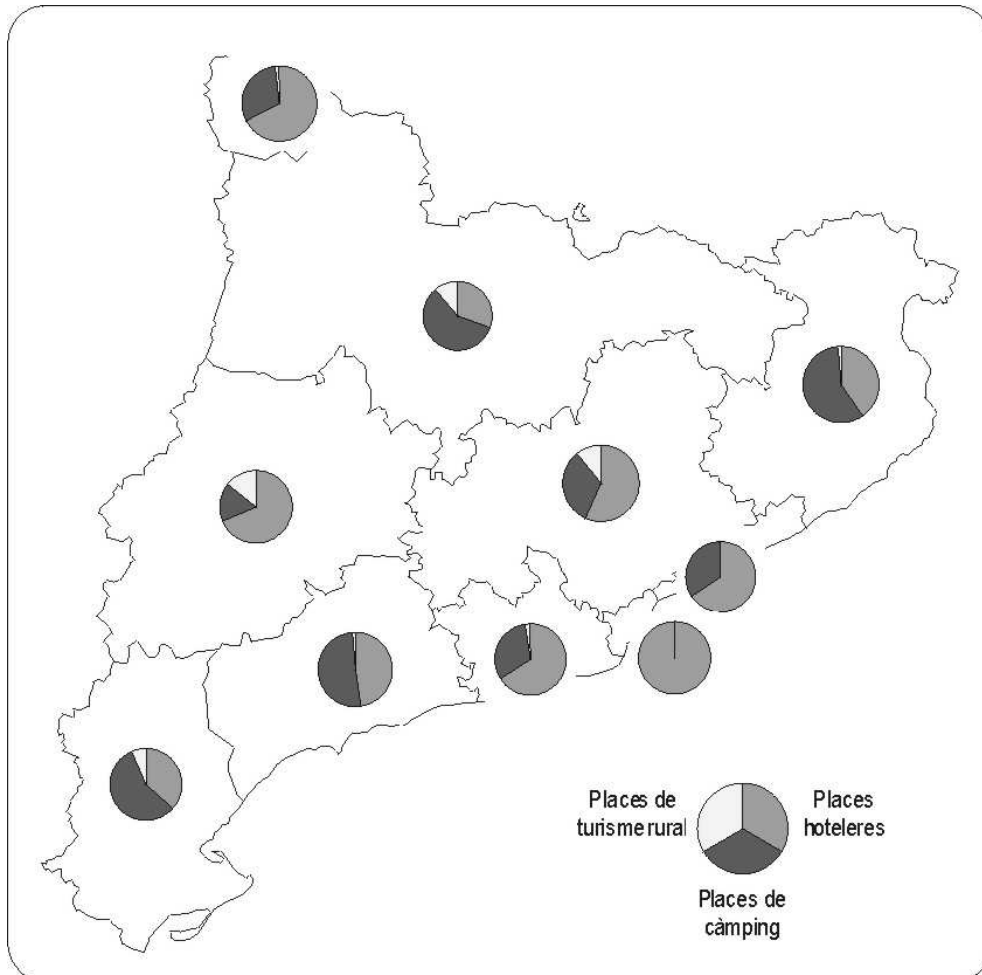 Places de
turisme rural
Places
hoteleres
Places de
càmping